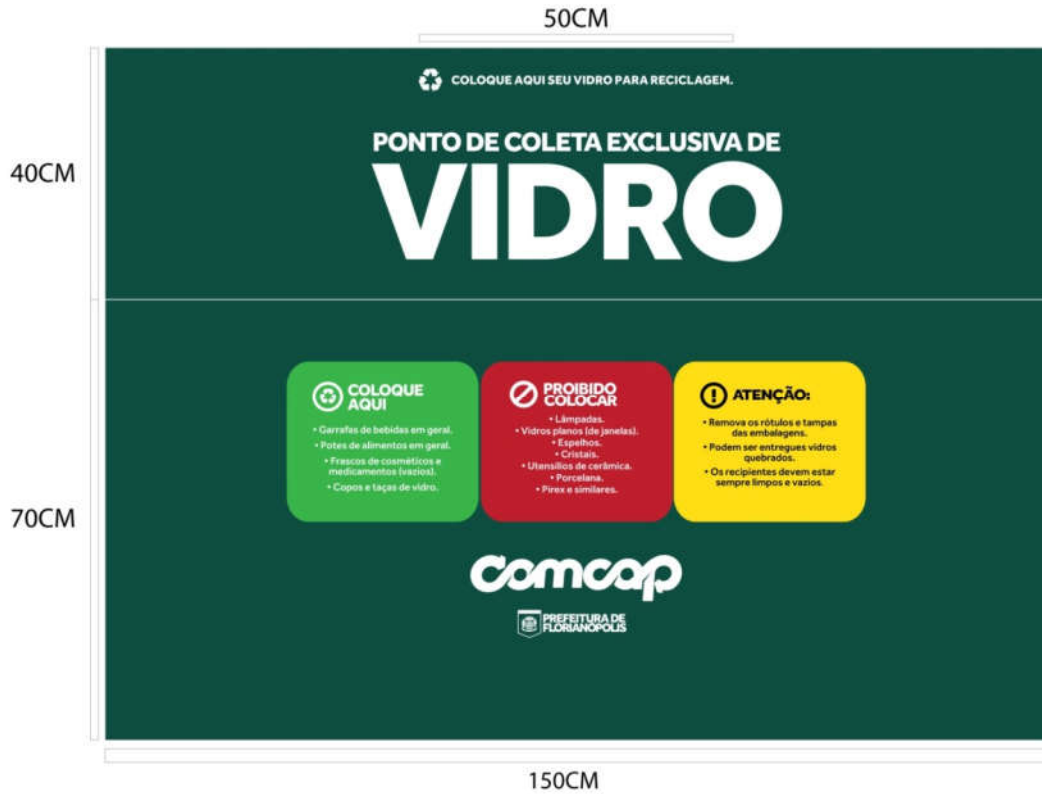 50CM
COLOQUE AQUI SEU VIDRO PARA RECICLAGEM.
PONTO DE COLETA EXCLUSIVA DE
VIDRO
40CM
COLOQUE
AQUI
• Garrafas de bebidas em geral.
• Potes de alimentos em geral.
• Frascos de cosméticos e
medicamentos (vazios).
• Copos e taças de vidro.
PROIBIDO
COLOCAR
• Lâmpadas.
• Vidros planos (de janelas).
• Espelhos.
• Cristais.
• Utensílios de cerâmica.
• Porcelana.
• Pirex e similares.
ATENÇÃO:
• Remova os rótulos e tampas
das embalagens.
• Podem ser entregues vidros
quebrados.
• Os recipientes devem estar
sempre limpos e vazios.
70CM
comcap
PREFEITURA DE
FLORIANÓPOLIS
150CM